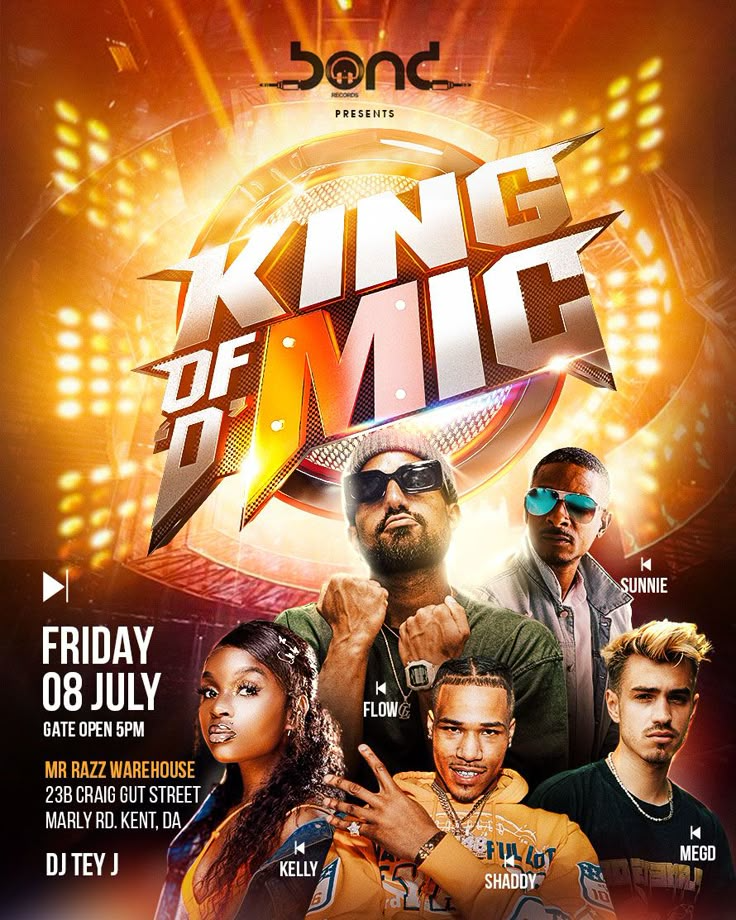 bond
RECORDS
PRESENTS
KING
OF
'D'
MIC
SUNNIE
FRIDAY
08 JULY
GATE OPEN 5PM
FLOW
MR RAZZ WAREHOUSE
23B CRAIG GUT STREET
MARLY RD. KENT, DA
DJ TEY J
KELLY
SHADDY
MEGD